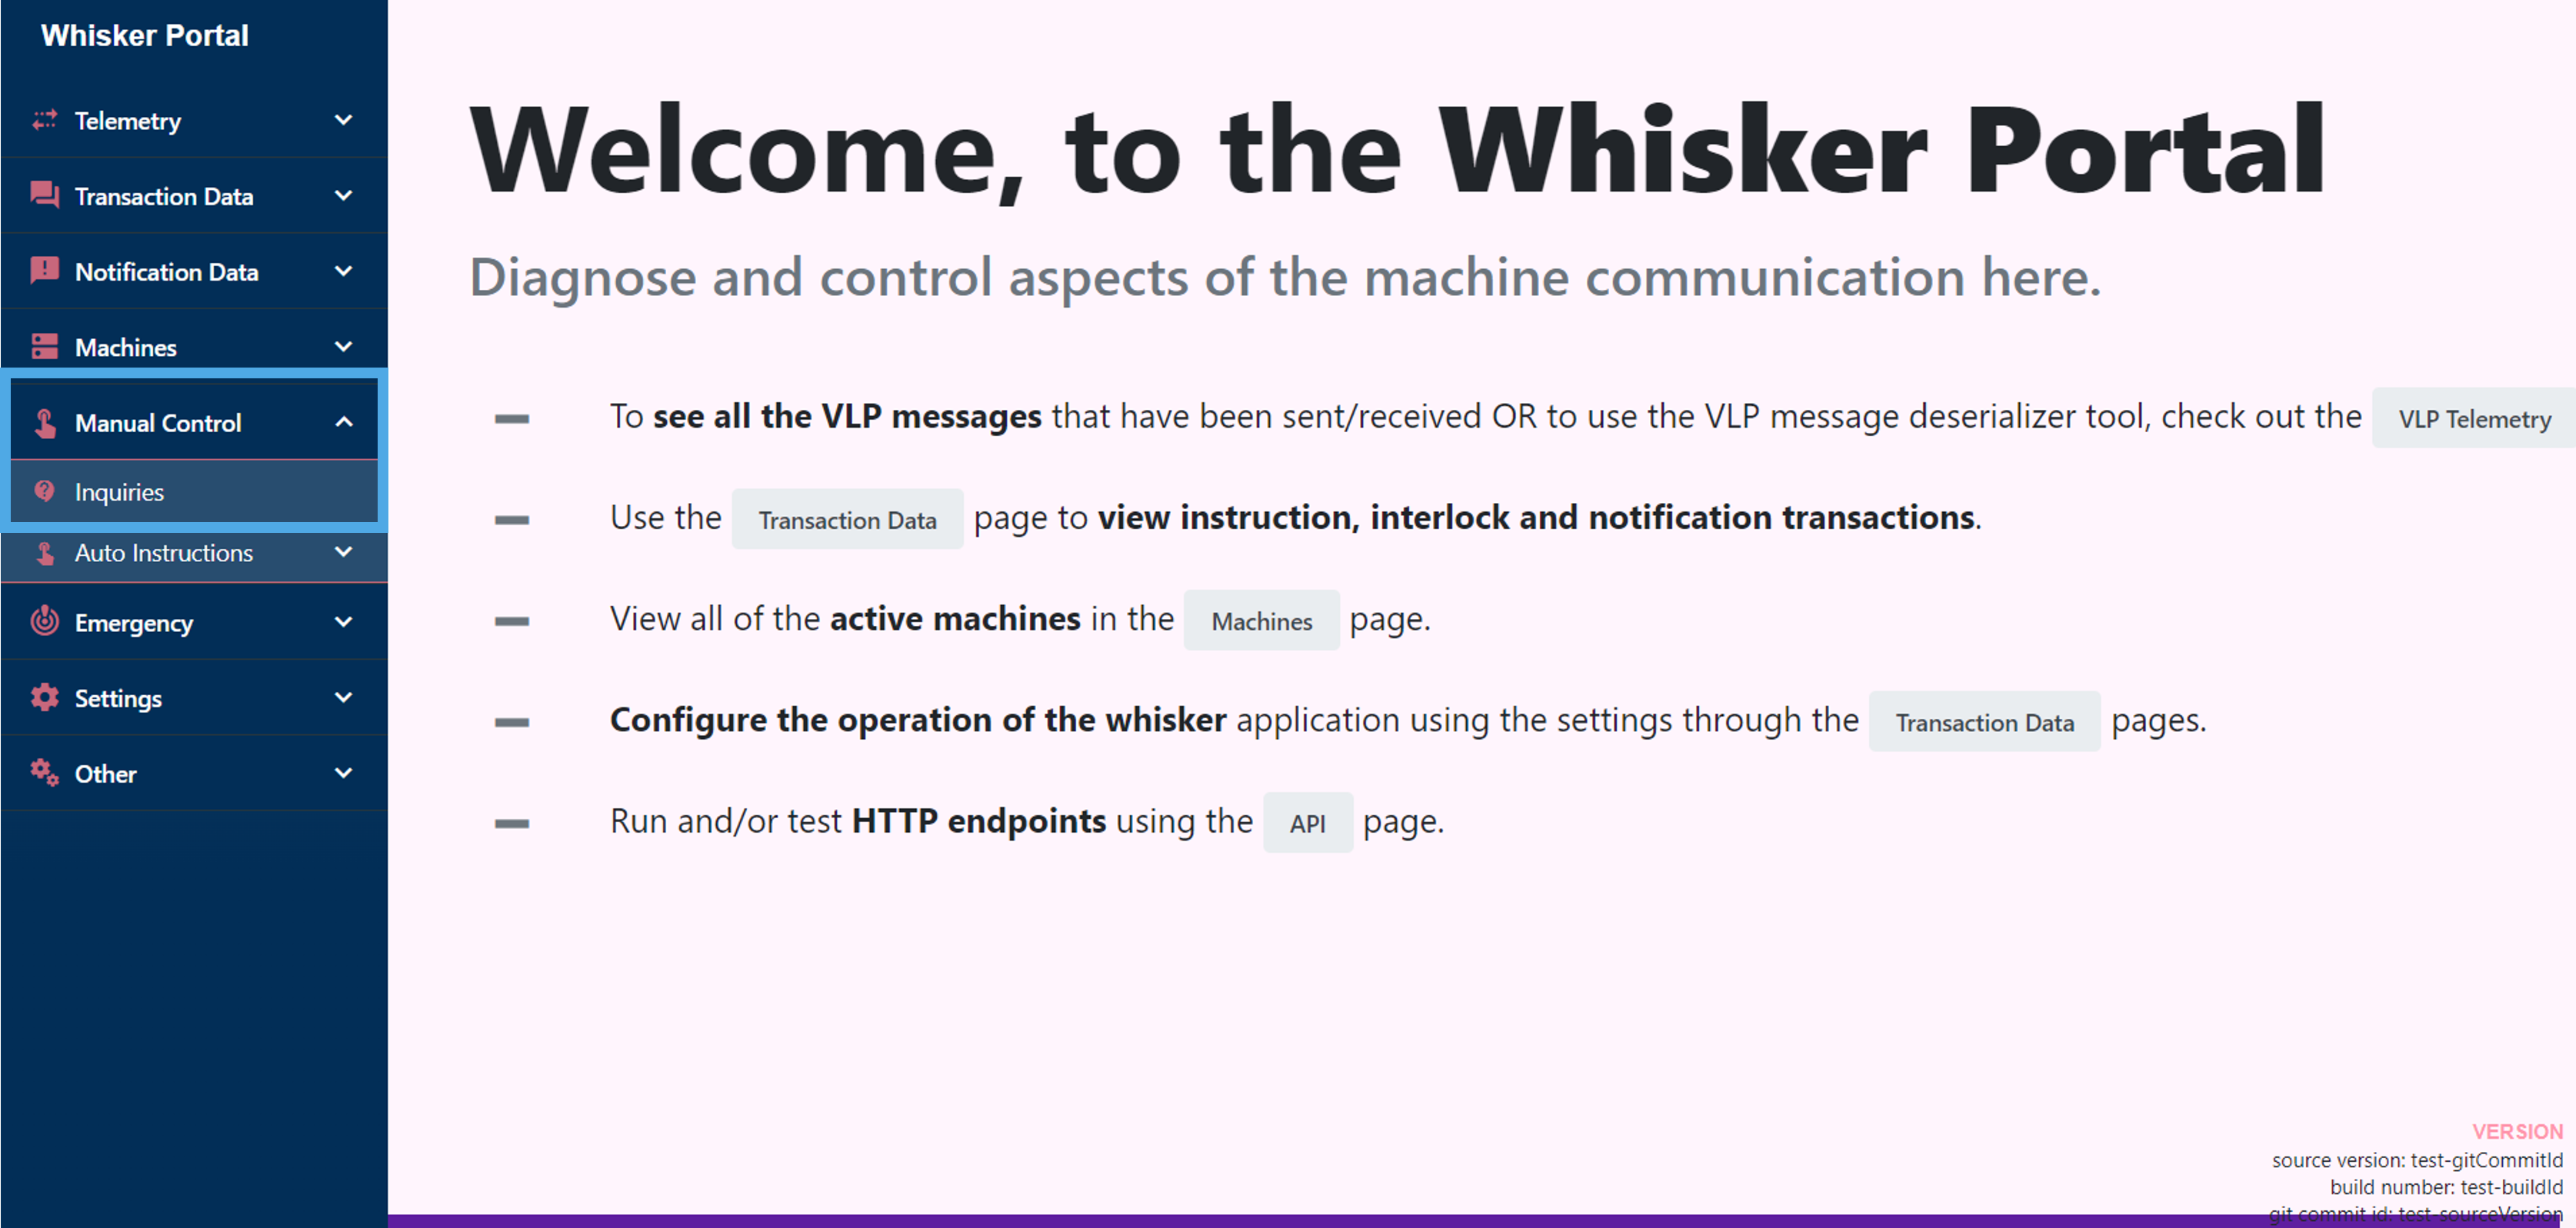 Whisker Portal
Telemetry
Transaction Data
Notification Data
Machines
Manual Control
Inquiries
Auto Instructions
Emergency
Settings
Other
Welcome, to the Whisker Portal
Diagnose and control aspects of the machine communication here.
To see all the VLP messages that have been sent/received OR to use the VLP message deserializer tool, check out the VLP Telemetry
Use the Transaction Data page to view instruction, interlock and notification transactions.
View all of the active machines in the Machines page.
Configure the operation of the whisker application using the settings through the Transaction Data pages.
Run and/or test HTTP endpoints using the API page.
VERSION
source version: test-gitCommitId
build number: test-buildId
git commit id: test-sourceVersion